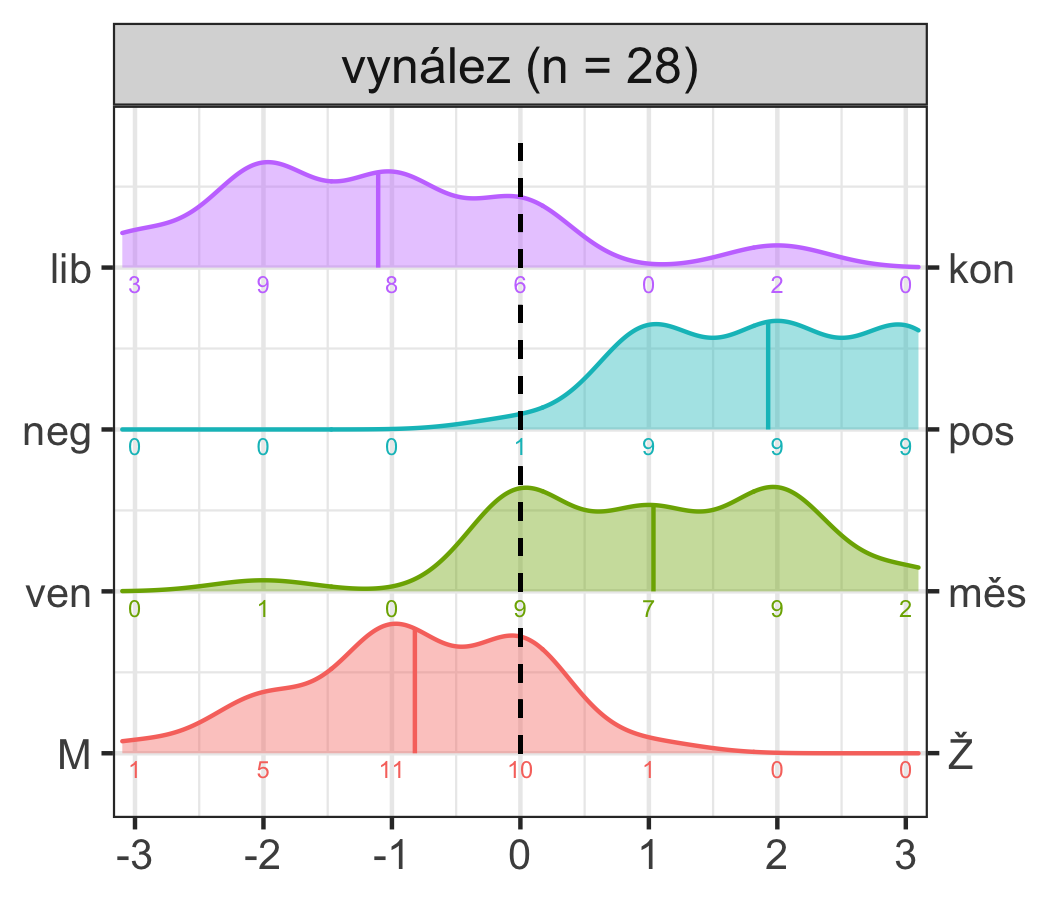 vynález (n = 28)
lib kon
3 9 8 6 0 2 0
neg pos
0 0 0 1 9 9 9
ven měs
0 1 0 9 7 9 2
M Ž
1 5 11 10 1 0 0
-3 -2 -1 0 1 2 3